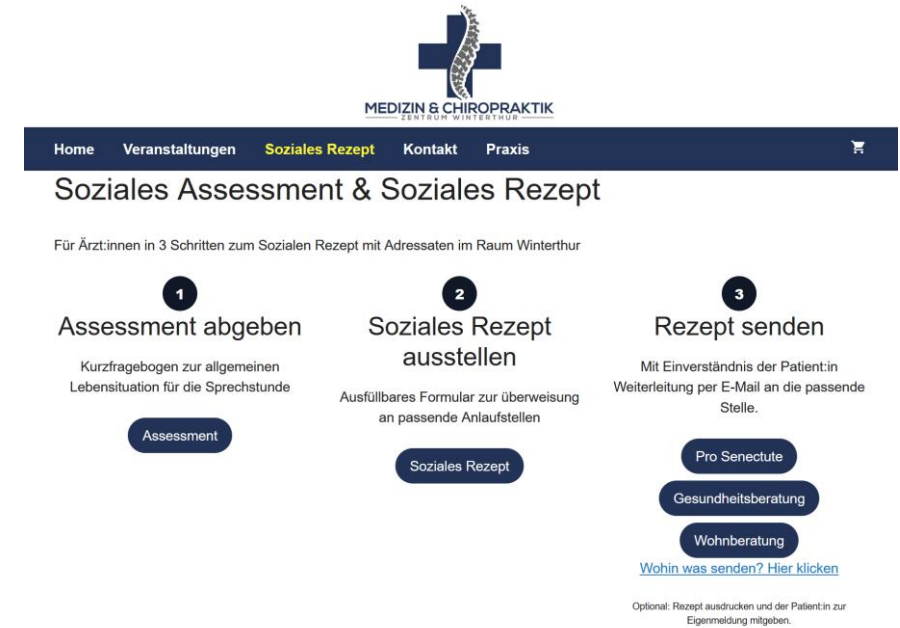 MEDIZIN & CHIROPRAKTIK
ZENTRUM WINTERTHUR
Home Veranstaltungen Soziales Rezept Kontakt Praxis
Soziales Assessment & Soziales Rezept
Für Ärzt:innen in 3 Schritten zum Sozialen Rezept mit Adressaten im Raum Winterthur
1
Assessment abgeben
Kurzfragebogen zur allgemeinen
Lebensituation für die Sprechstunde
Assessment
2
Soziales Rezept
ausstellen
Ausfüllbares Formular zur überweisung
an passende Anlaufstellen
Soziales Rezept
3
Rezept senden
Mit Einverständnis der Patient:in
Weiterleitung per E-Mail an die passende
Stelle.
Pro Senectute
Gesundheitsberatung
Wohnberatung
Wohin was senden? Hier klicken
Optional: Rezept ausdrucken und der Patient:in zur
Eigenmeldung mitgeben.